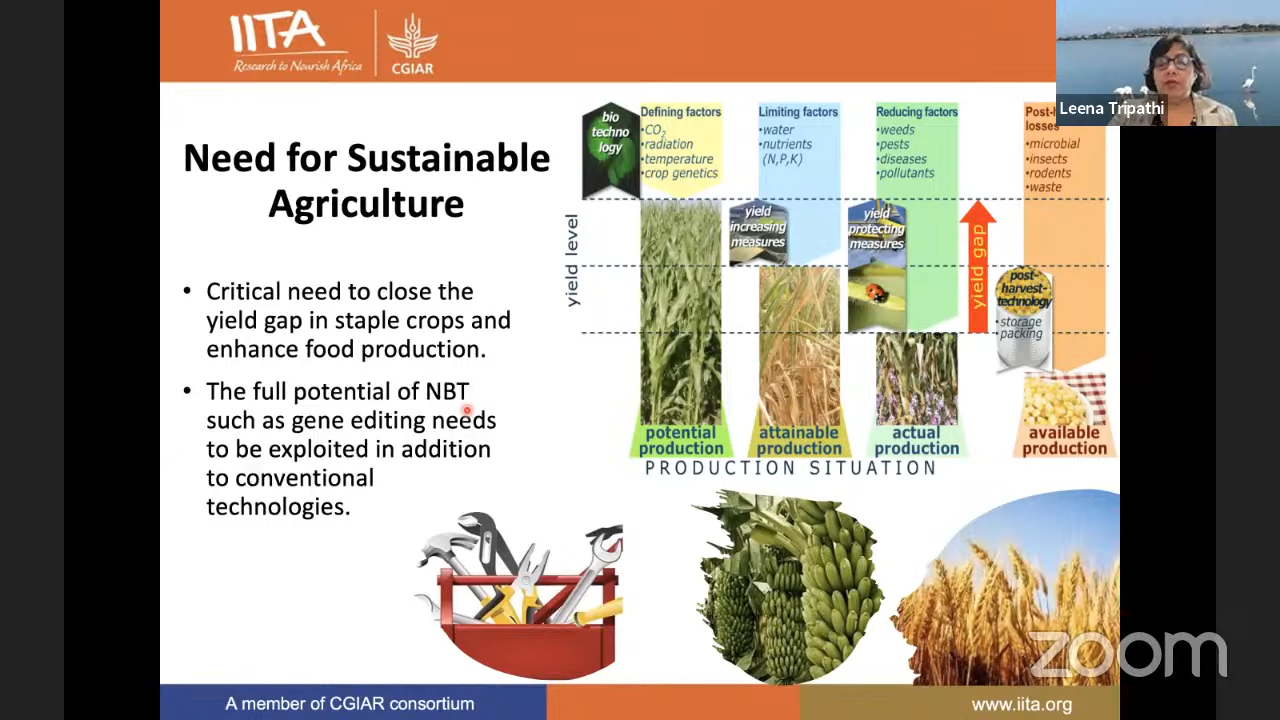 IITA
Research to Nourish Africa
CGIAR
Leena Tripathi
Need for Sustainable
Agriculture
• Critical need to close the
yield gap in staple crops and
enhance food production.
• The full potential of NBT
such as gene editing needs
to be exploited in addition
to conventional
technologies.
bio
techno
logy
Defining factors
•CO2
•radiation
•temperature
•crop genetics
Limiting factors
•water
•nutrients
(N,P,K)
Reducing factors
•weeds
•pests
•diseases
•pollutants
losses
•microbial
•insects
•rodents
•waste
yield level
yield
increasing
measures
yield
protecting
measures
yield gap
post-
harvest-
technology
•storage
•packing
potential
production
attainable
production
actual
production
available
production
PRODUCTION SITUATION
zoom
A member of CGIAR consortium
www.iita.org